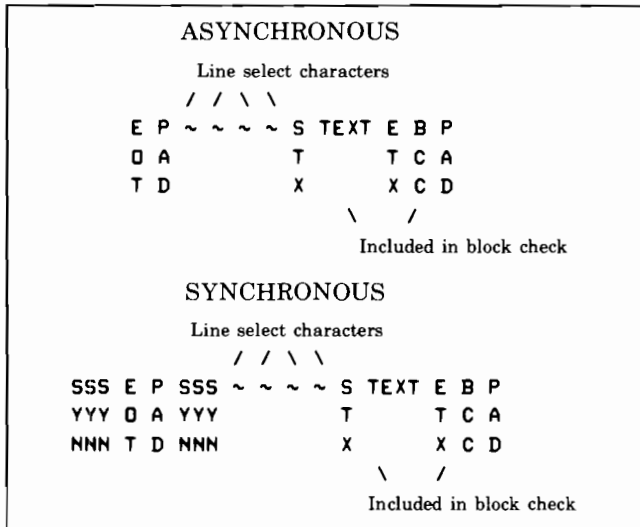 ASYNCHRONOUS
Line select characters
/ / \ \
E P ~ ~ ~ ~ S TEXT E B P
O A T T C A
T D X X C D
\ /
Included in block check
SYNCHRONOUS
Line select characters
/ / \ \
SSS E P SSS ~ ~ ~ ~ S TEXT E B P
YYY O A YYY T T C A
NNN T D NNN X X C D
\ /
Included in block check